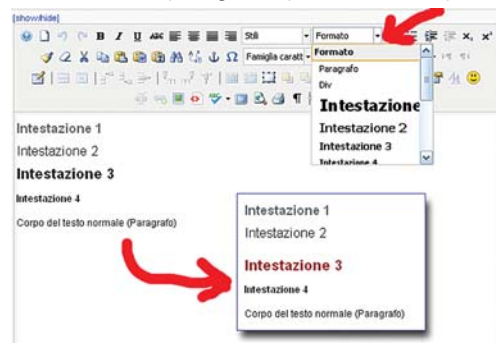 [show/hide]
B I U ABC Stili Formato x, x'
Famiglia caratt Formato
Paragrafo
Div
Intestazione
Intestazione 2
Intestazione 3
Intestazione 4
Intestazione 1
Intestazione 2
Intestazione 3
Intestazione 4
Corpo del testo normale (Paragrafo)
Intestazione 1
Intestazione 2
Intestazione 3
Intestazione 4
Corpo del testo normale (Paragrafo)